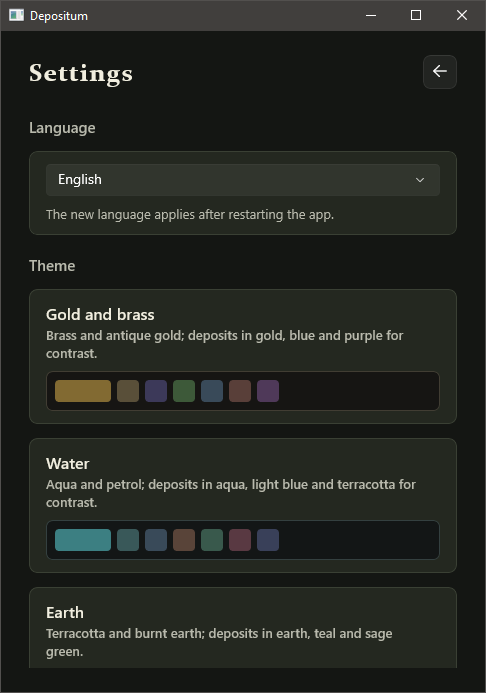 Depositum
Settings
Language
English
The new language applies after restarting the app.
Theme
Gold and brass
Brass and antique gold; deposits in gold, blue and purple for
contrast.
Water
Aqua and petrol; deposits in aqua, light blue and terracotta for
contrast.
Earth
Terracotta and burnt earth; deposits in earth, teal and sage
green.